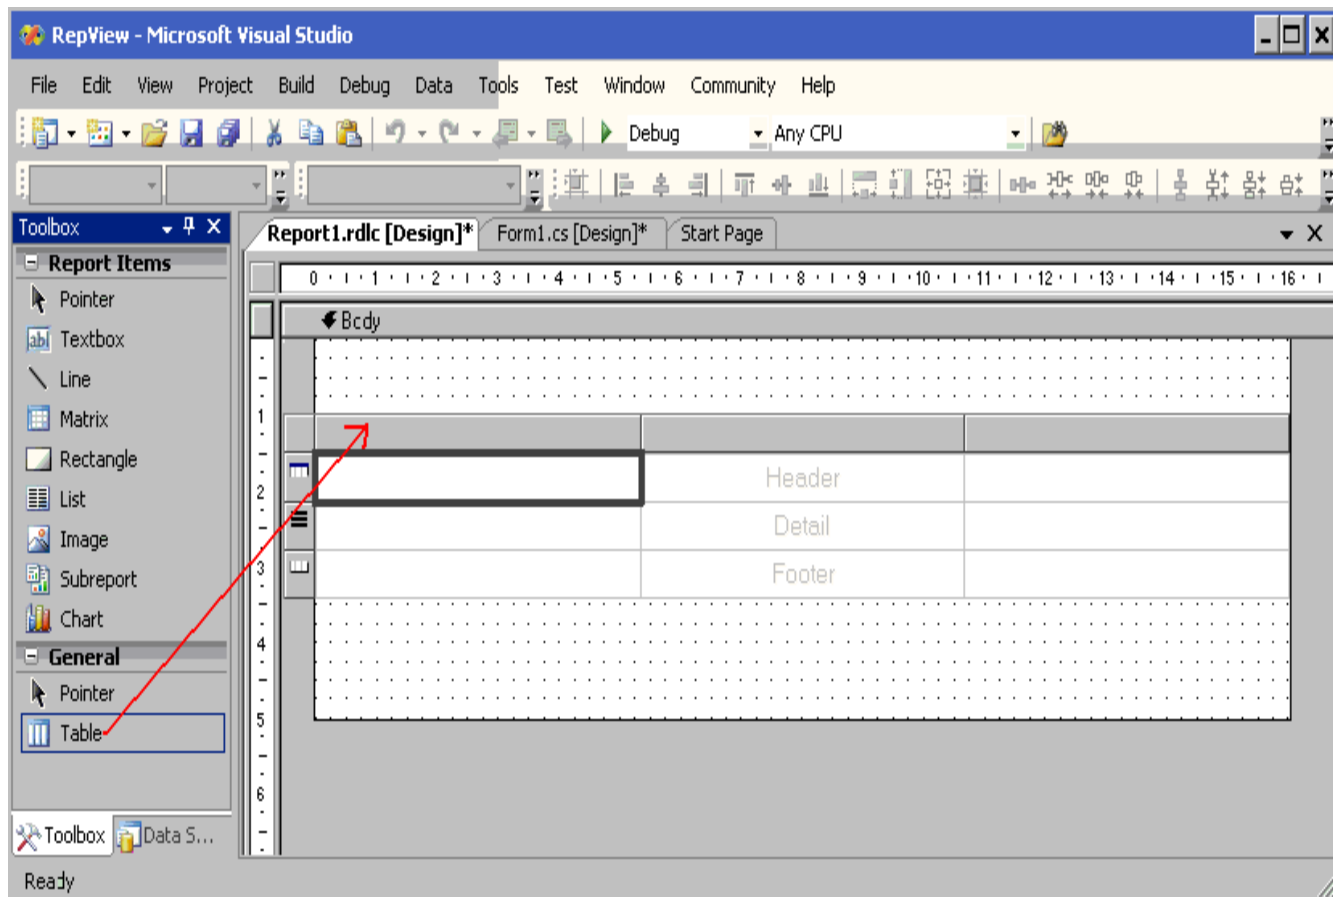 RepView - Microsoft Visual Studio
File Edit View Project Build Debug Data Tools Test Window Community Help
Debug Any CPU
Toolbox
Report1.rdlc [Design]* Form1.cs [Design]* Start Page
Report Items
Pointer
Textbox
Line
Matrix
Rectangle
List
Image
Subreport
Chart
General
Pointer
Table
Toolbox Data S...
0 1 2 3 4 5 6 7 8 9 10 11 12 13 14 15 16
Body
1
2
3
4
5
6
Header
Detail
Footer
Ready